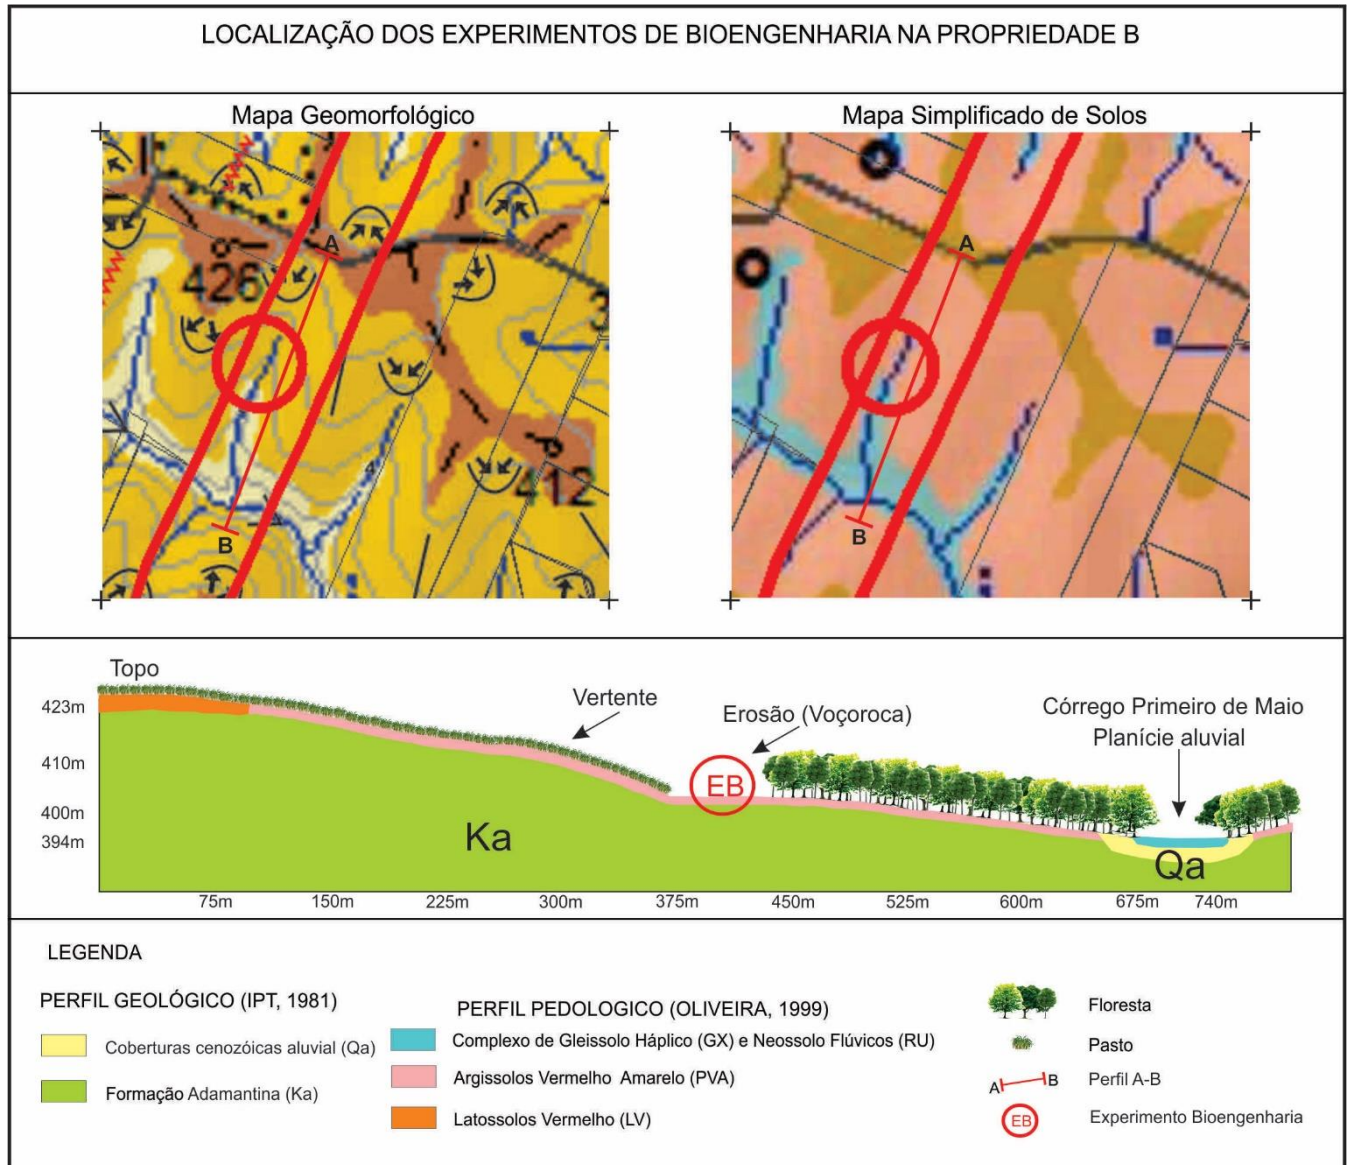 LOCALIZAÇÃO DOS EXPERIMENTOS DE BIOENGENHARIA NA PROPRIEDADE B
Mapa Geomorfológico
Mapa Simplificado de Solos
A
426
412
B
A
B
Topo
423m
410m
400m
394m
Vertente
Erosão (Voçoroca)
Córrego Primeiro de Maio
Planície aluvial
EB
Ka
Qa
75m 150m 225m 300m 375m 450m 525m 600m 675m 740m
LEGENDA
PERFIL GEOLÓGICO (IPT, 1981)
Coberturas cenozóicas aluvial (Qa)
Formação Adamantina (Ka)
PERFIL PEDOLOGICO (OLIVEIRA, 1999)
Complexo de Gleissolo Háplico (GX) e Neossolo Flúvicos (RU)
Argissolos Vermelho Amarelo (PVA)
Latossolos Vermelho (LV)
Floresta
Pasto
A B Perfil A-B
EB Experimento Bioengenharia